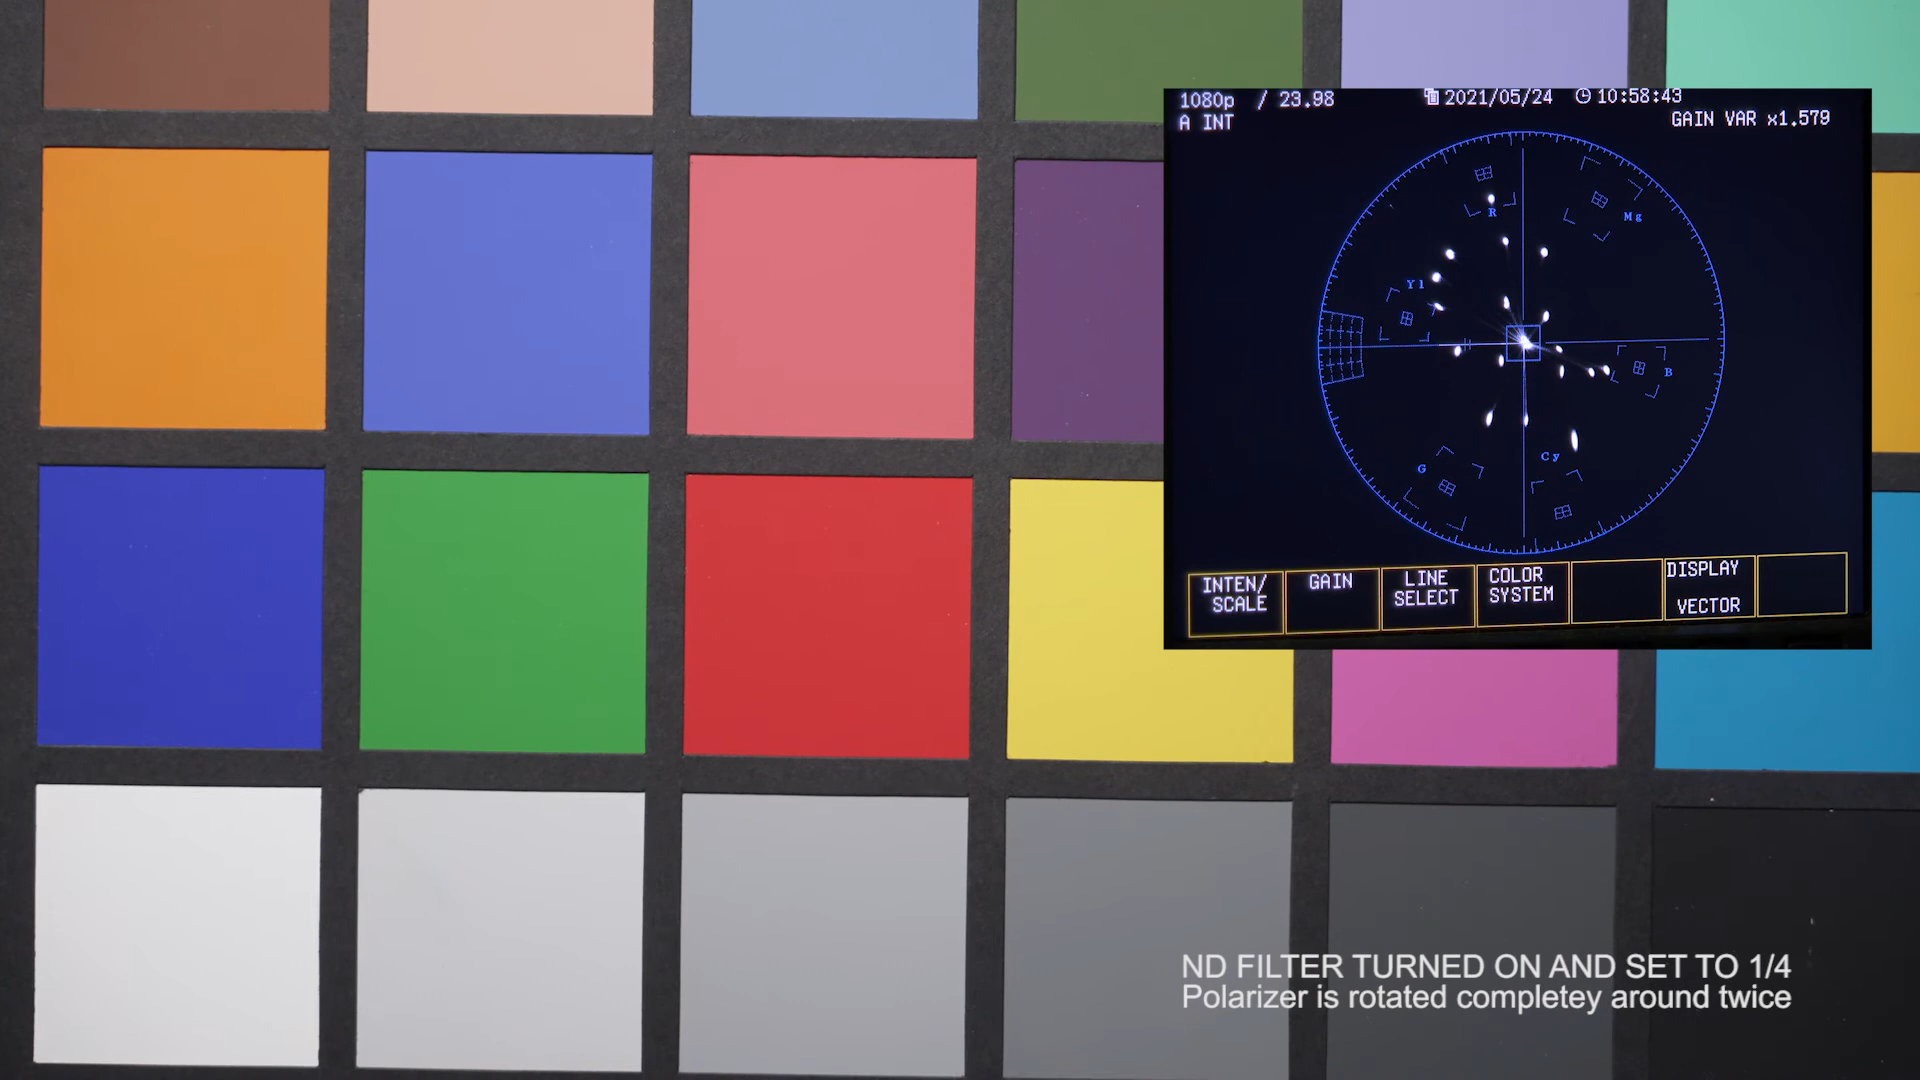 1080p / 23.98 2021/05/24 10:58:43
A INT GAIN VAR x1.579
R
Mg
Yl
B
G
Cy
INTEN/
SCALE
GAIN
LINE
SELECT
COLOR
SYSTEM
DISPLAY
VECTOR
ND FILTER TURNED ON AND SET TO 1/4
Polarizer is rotated completey around twice